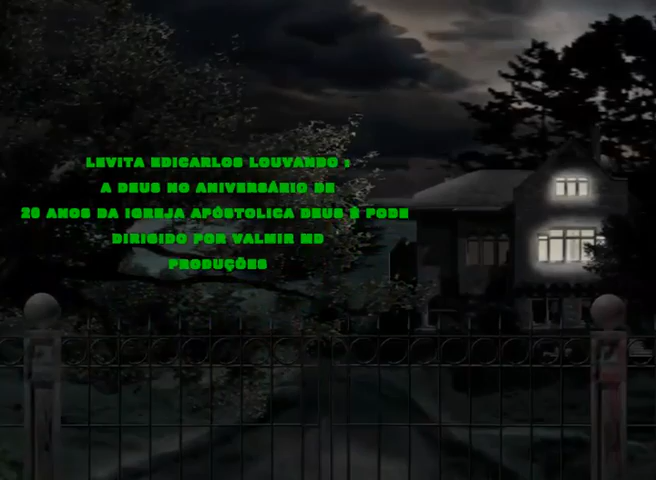 LEVITA EDICARLOS LOUVANDO :
A DEUS NO ANIVERSÁRIO DE
20 ANOS DA IGREJA APÓSTOLICA DEUS É PODE
DIRIGIDO POR VALMIR MD
PRODUÇÕES